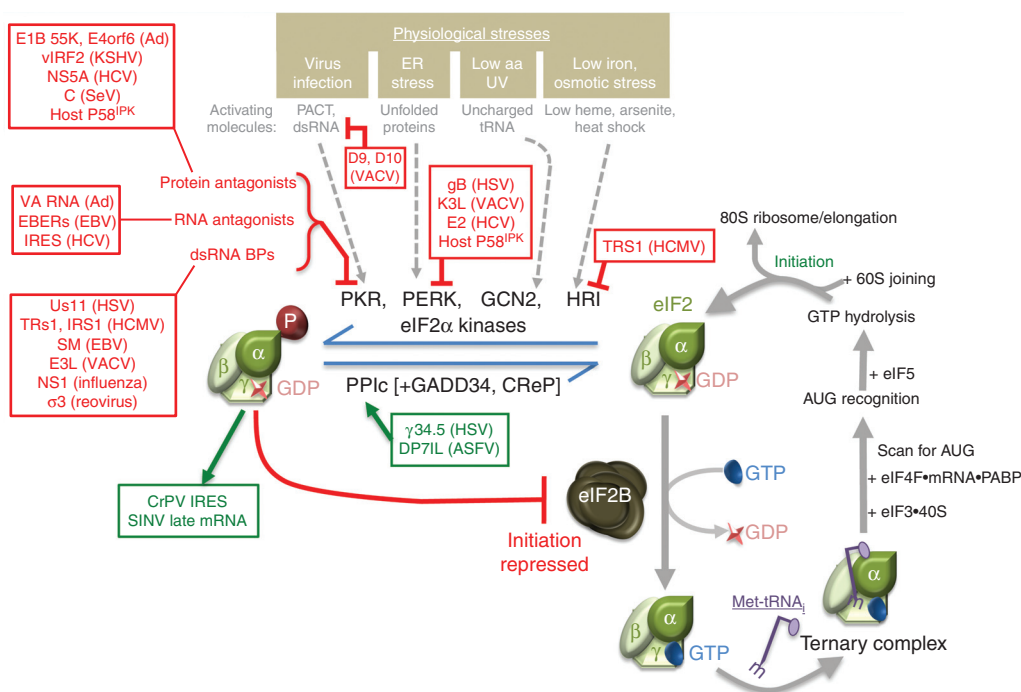 E1B 55K, E4orf6 (Ad)
vIRF2 (KSHV)
NS5A (HCV)
C (SeV)
Host P58IPK
Physiological stresses
Virus
infection
ER
stress
Low aa
UV
Low iron,
osmotic stress
Activating
molecules:
PACT,
dsRNA
Unfolded
proteins
Uncharged
tRNA
Low heme, arsenite,
heat shock
D9, D10
(VACV)
Protein antagonists
VA RNA (Ad)
EBERs (EBV)
IRES (HCV)
RNA antagonists
dsRNA BPs
gB (HSV)
K3L (VACV)
E2 (HCV)
Host P58IPK
TRS1 (HCMV)
Us11 (HSV)
TRs1, IRS1 (HCMV)
SM (EBV)
E3L (VACV)
NS1 (influenza)
σ3 (reovirus)
PKR, PERK, GCN2, HRI
eIF2α kinases
P
α
β
γ
GDP
PPIc [+GADD34, CReP]
γ34.5 (HSV)
DP7IL (ASFV)
CrPV IRES
SINV late mRNA
eIF2
α
β
γ
GDP
eIF2B
Initiation
repressed
GTP
GDP
α
β
γ
GTP
Met-tRNAi
m
m
α
Ternary complex
+ eIF3•40S
+ eIF4F•mRNA•PABP
Scan for AUG
AUG recognition
+ eIF5
GTP hydrolysis
+ 60S joining
Initiation
80S ribosome/elongation